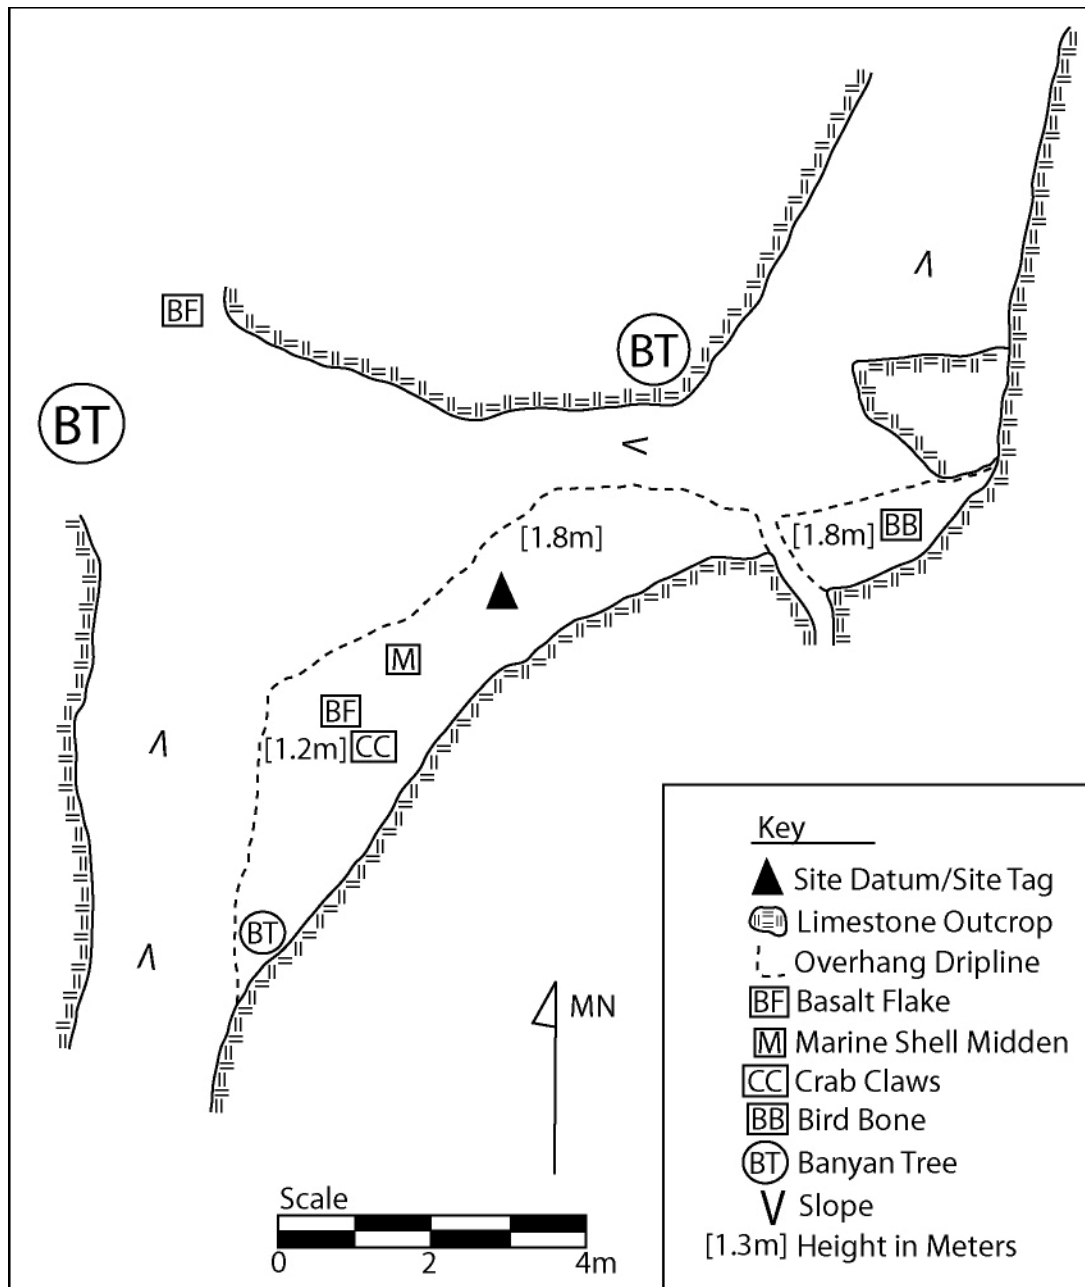 BF
BT
BT
[1.8m]
[1.8m] BB
M
BF
[1.2m] CC
BT
MN
Scale
0 2 4m
Key
Site Datum/Site Tag
Limestone Outcrop
Overhang Dripline
BF Basalt Flake
M Marine Shell Midden
CC Crab Claws
BB Bird Bone
BT Banyan Tree
Slope
[1.3m] Height in Meters